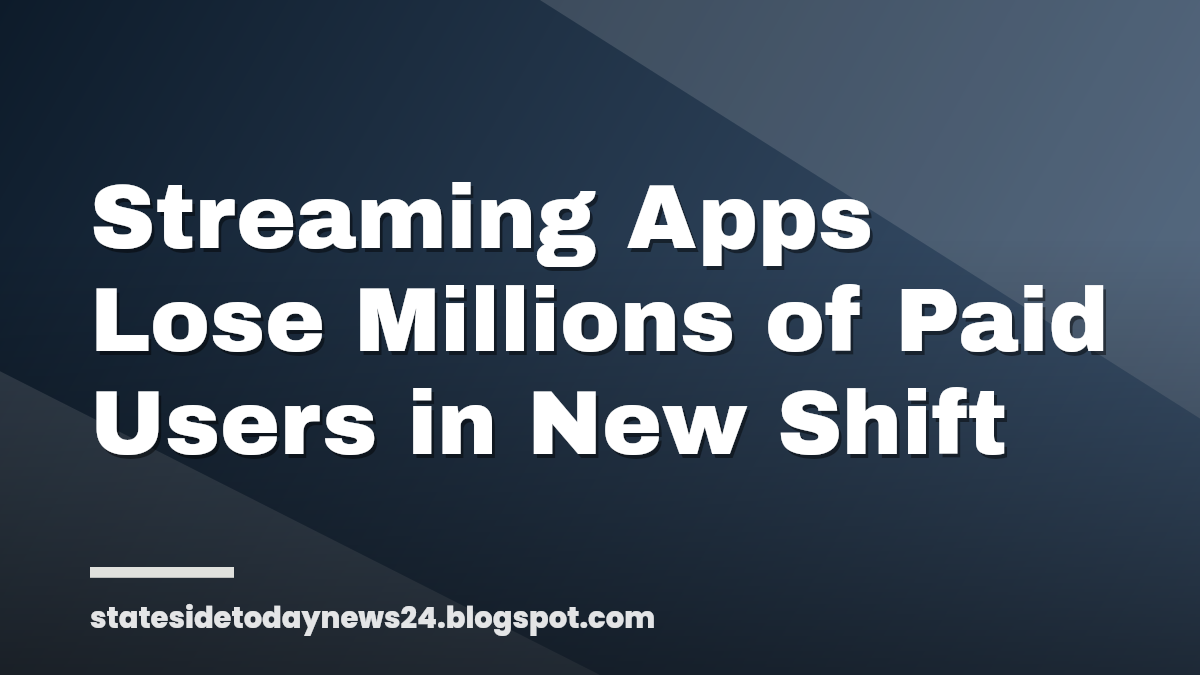 Streaming Apps
Lose Millions of Paid
Users in New Shift
statesidetodaynews24.blogspot.com